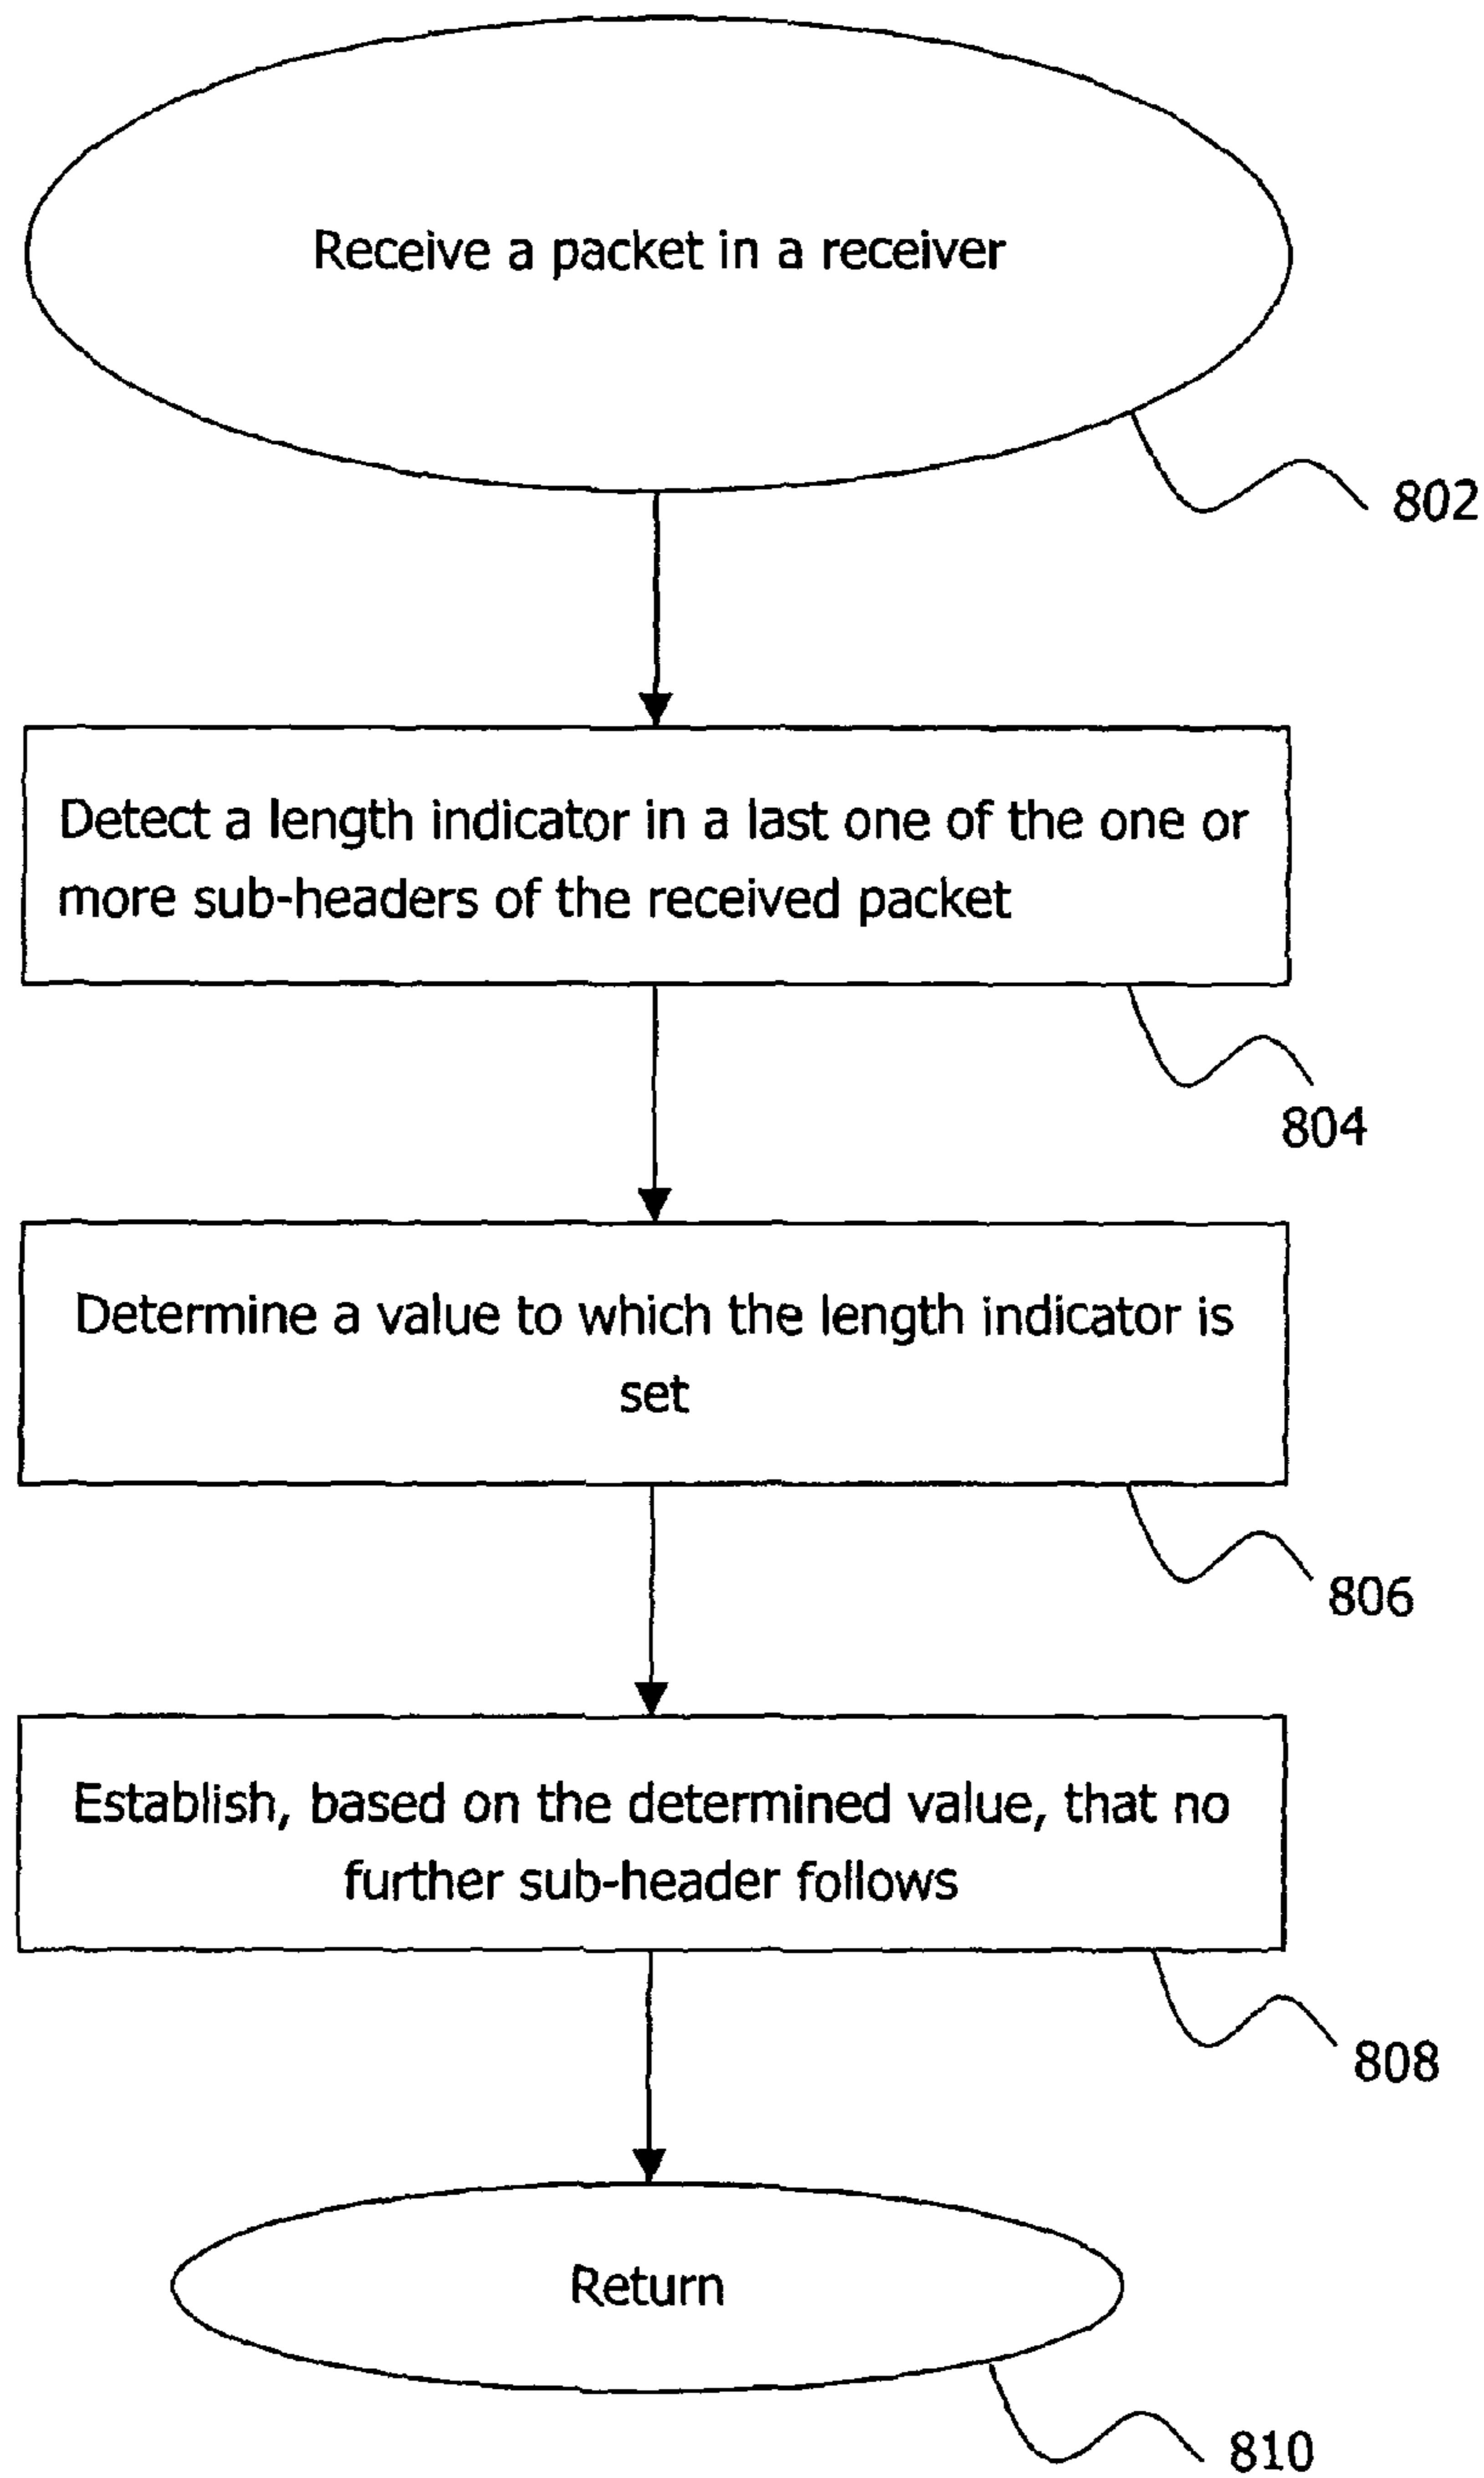 Receive a packet in a receiver
802
Detect a length indicator in a last one of the one or
more sub-headers of the received packet
804
Determine a value to which the length indicator is
set
806
Establish, based on the determined value, that no
further sub-header follows
808
Return
810